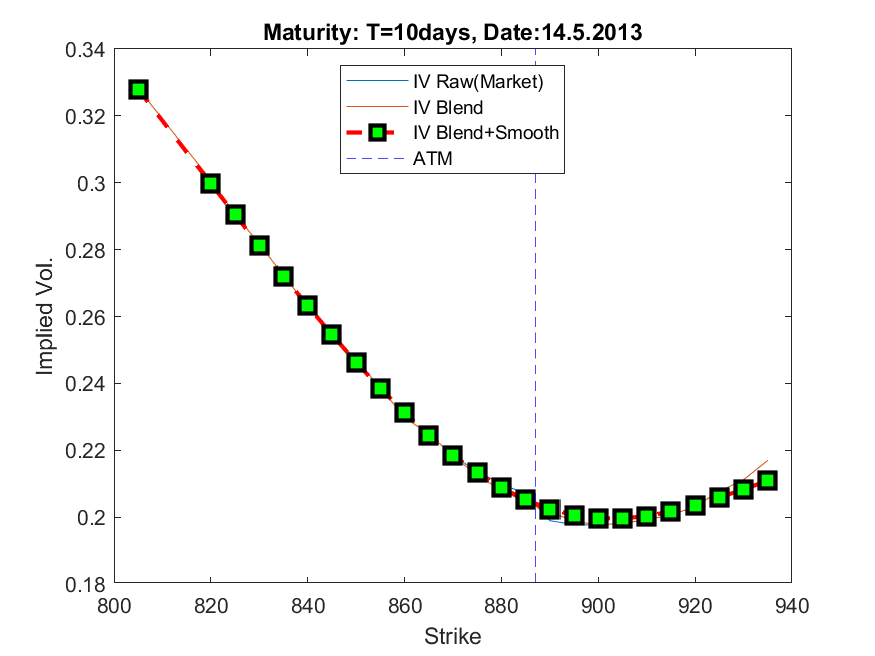 Maturity: T=10days, Date:14.5.2013
0.34
0.32
0.3
0.28
0.26
0.24
0.22
0.2
0.18
Implied Vol.
IV Raw(Market)
IV Blend
IV Blend+Smooth
ATM
800 820 840 860 880 900 920 940
Strike